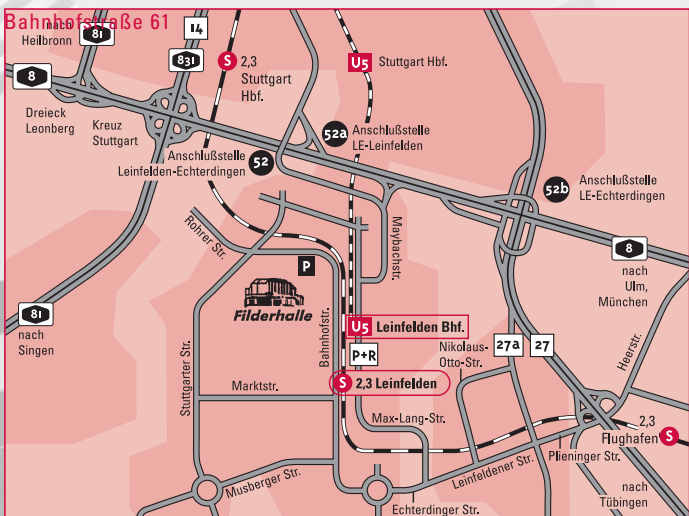 Bahnhofstraße 61
nach
Heilbronn
81
14
831
S 2,3
Stuttgart
Hbf.
U5 Stuttgart Hbf.
8
Dreieck
Leonberg
Kreuz
Stuttgart
52a Anschlußstelle
LE-Leinfelden
Anschlußstelle 52
Leinfelden-Echterdingen
52b Anschlußstelle
LE-Echterdingen
Rohrer Str.
Maybachstr.
8
nach
Ulm,
München
P
Filderhalle
81
nach
Singen
Stuttgarter Str.
Bahnhofstr.
U5 Leinfelden Bhf.
P+R
Nikolaus-
Otto-Str.
27a
27
Heerstr.
S 2,3 Leinfelden
Marktstr.
Max-Lang-Str.
2,3
Flughafen S
Plieninger Str.
Leinfeldener Str.
Musberger Str.
Echterdinger Str.
nach
Tübingen